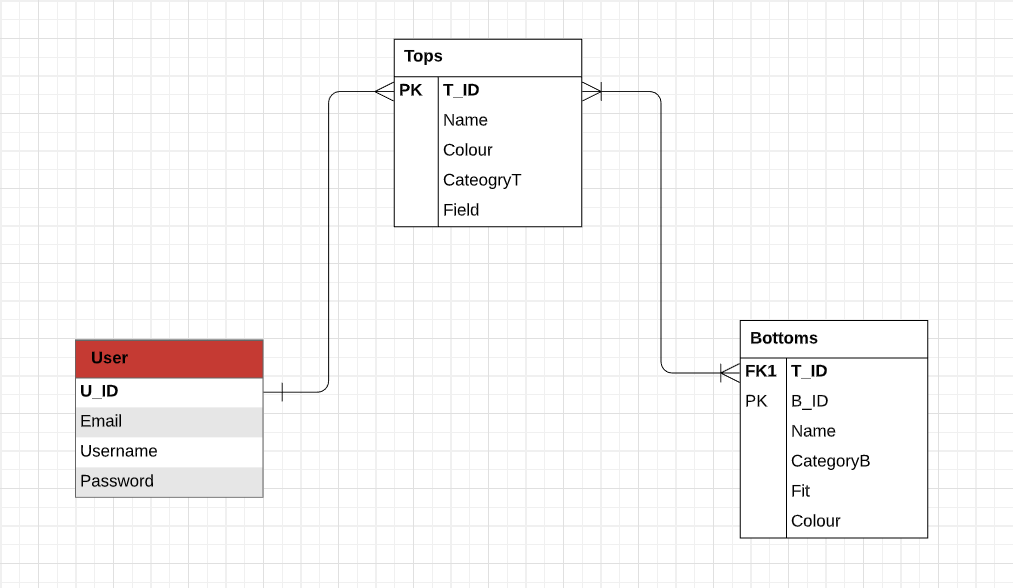 Tops
PK T_ID
Name
Colour
CateogryT
Field
User
U_ID
Email
Username
Password
Bottoms
FK1 T_ID
PK B_ID
Name
CategoryB
Fit
Colour